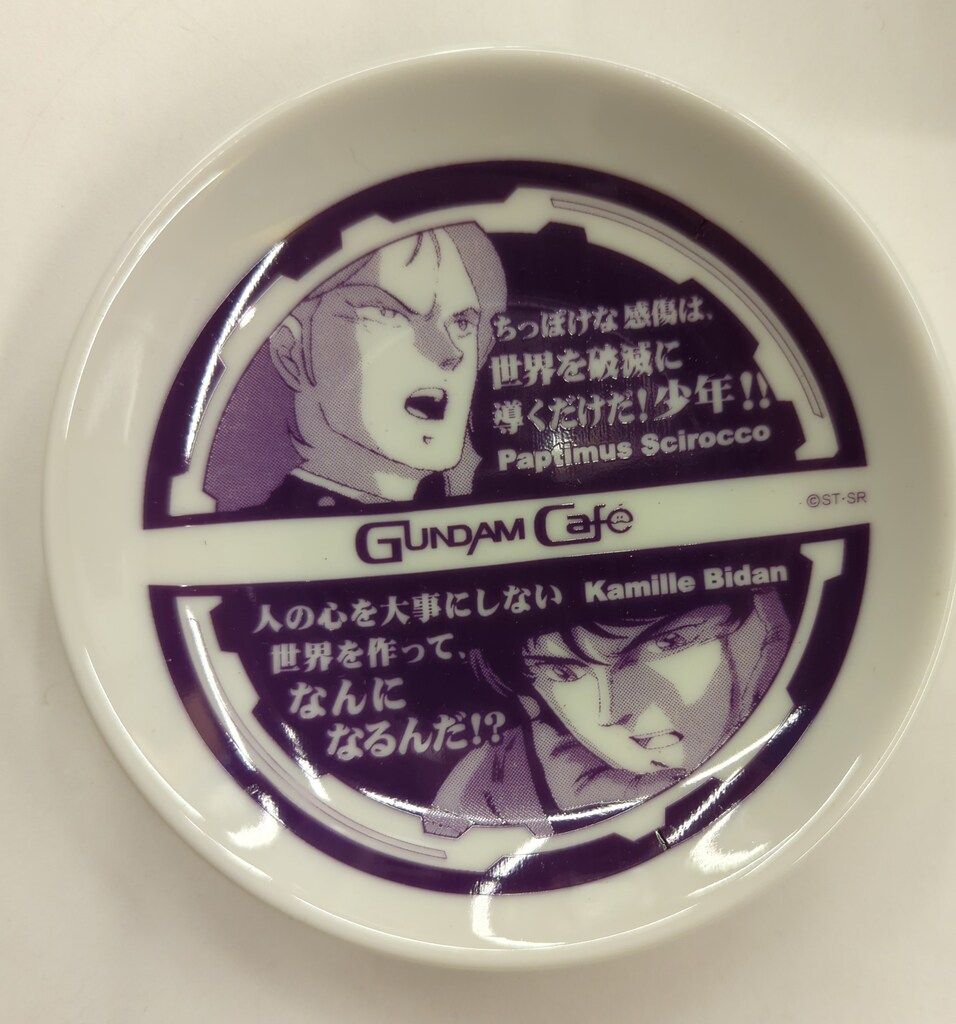 ちっぽけな感傷は、
世界を破滅に
導くだけだ!少年!!
Paptimus Scirocco
©ST·SR
GUNDAM Café
人の心を大事にしない
世界を作って、
なんに
なるんだ!?
Kamille Bidan